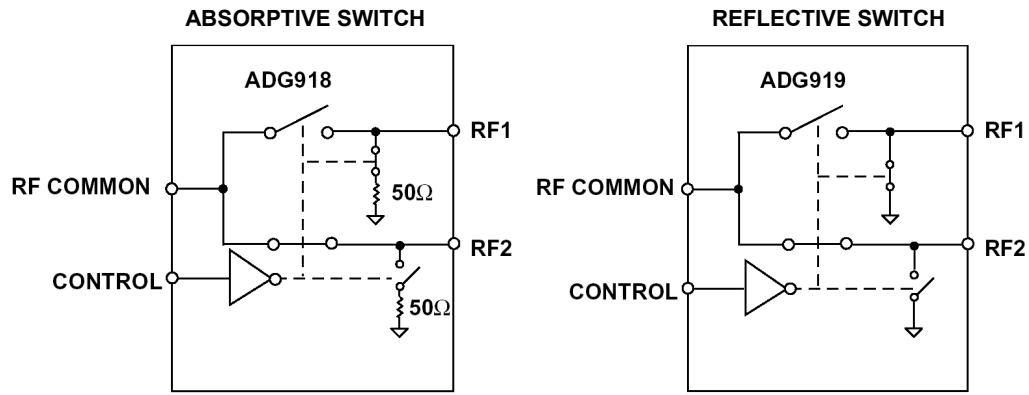 ABSORPTIVE SWITCH
ADG918
RF1
RF COMMON
50Ω
RF2
CONTROL
50Ω
REFLECTIVE SWITCH
ADG919
RF1
RF COMMON
RF2
CONTROL